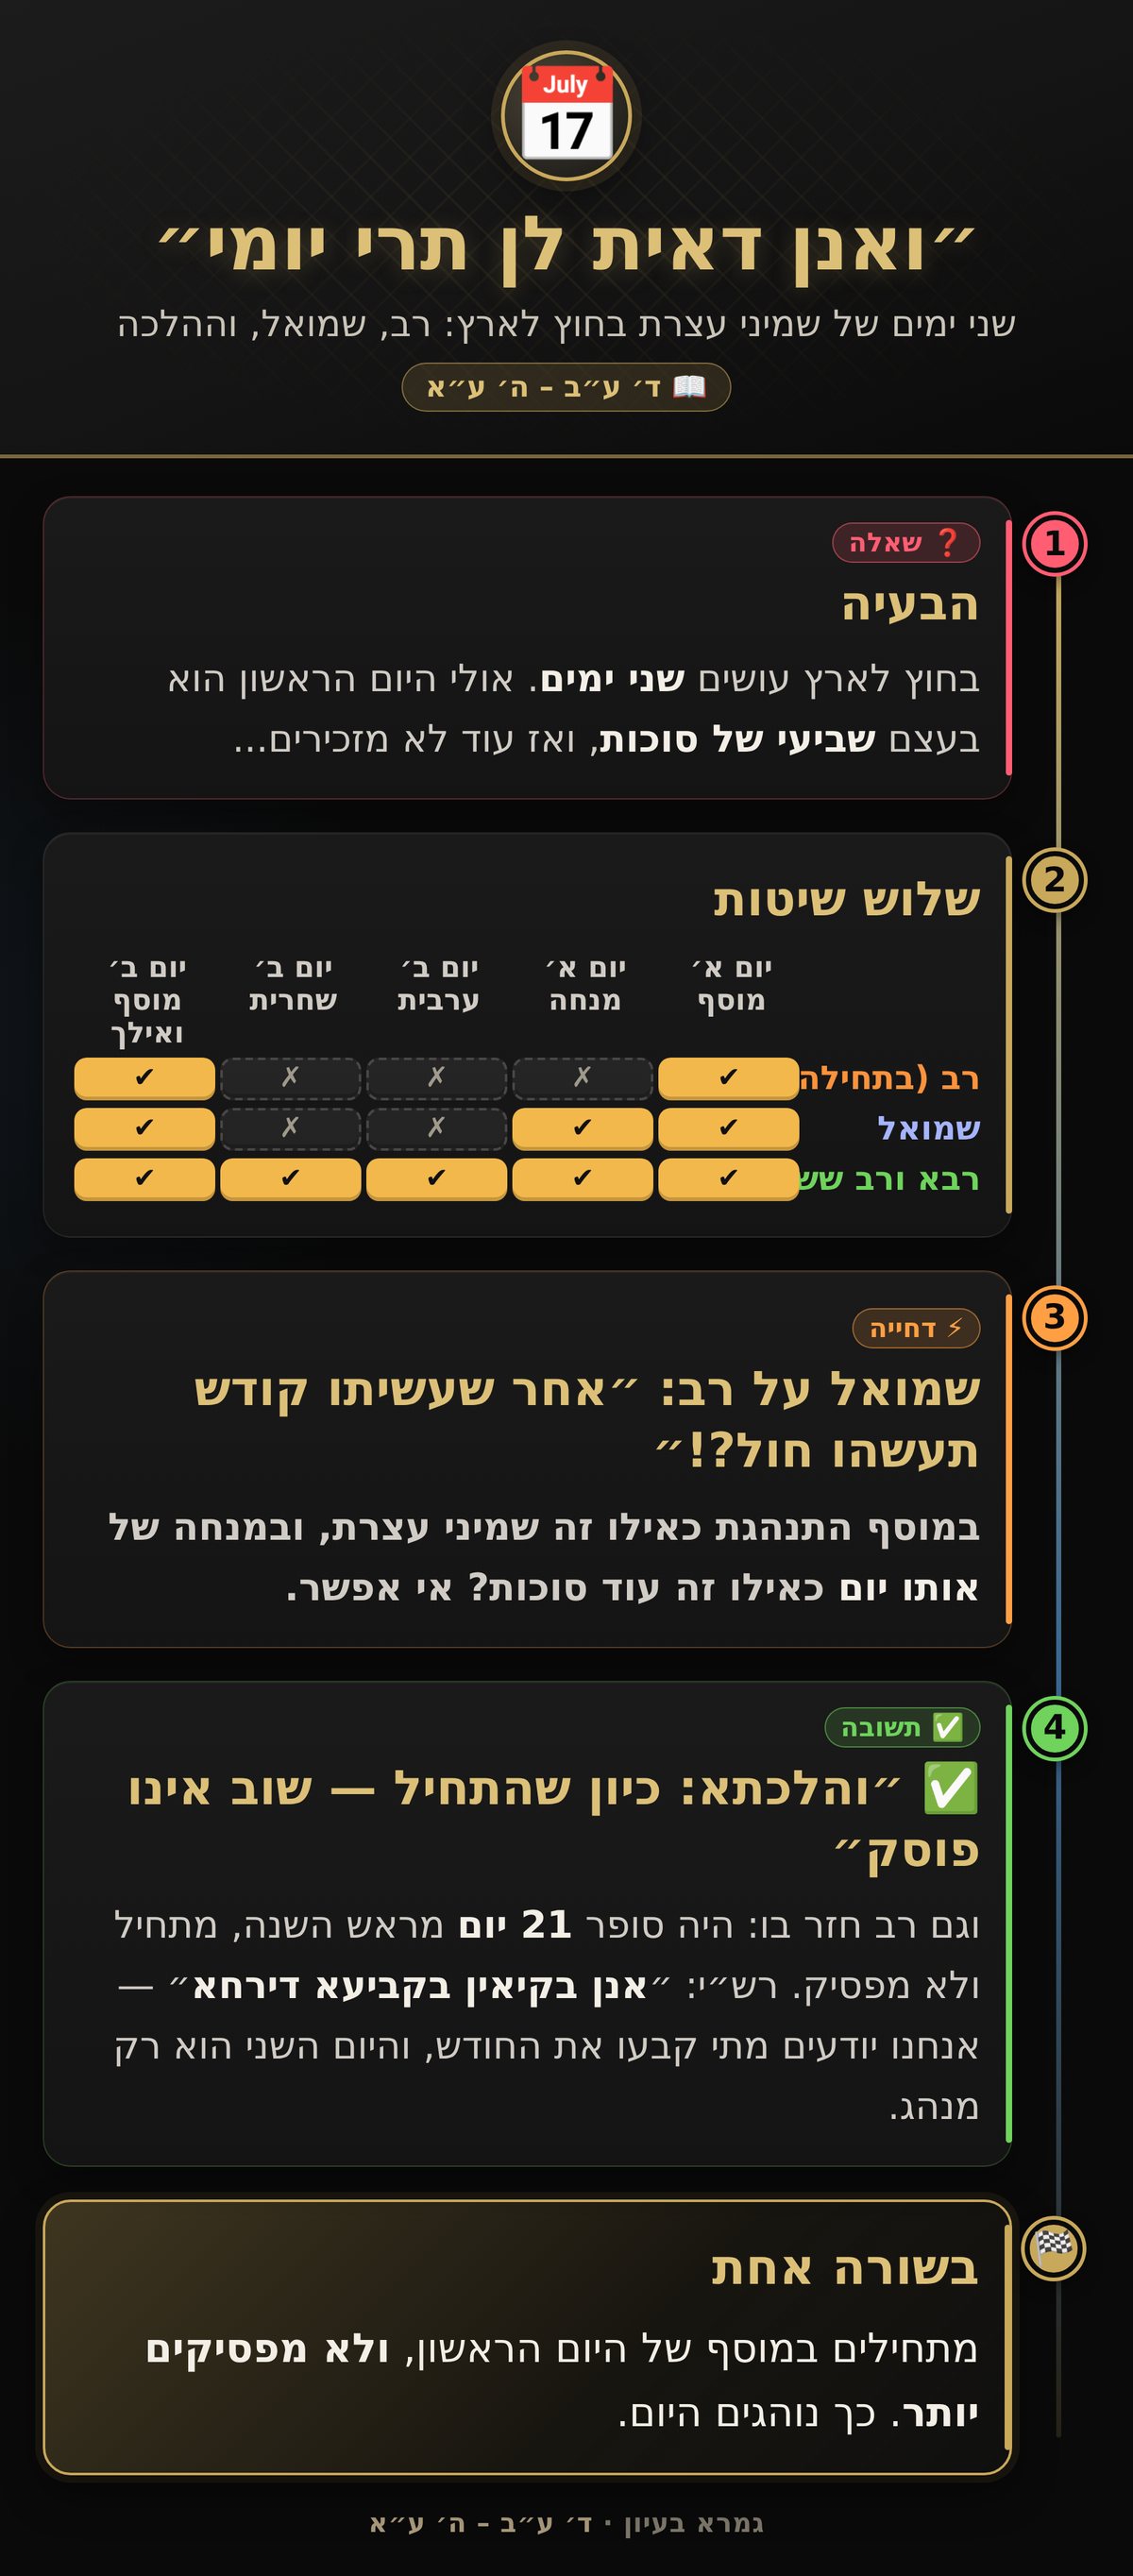 July
17
״ואנן דאית לן תרי יומי״
שני ימים של שמיני עצרת בחוץ לארץ: רב, שמואל, וההלכה
📖 ד׳ ע״ב – ה׳ ע״א
1
❓ שאלה
הבעיה
בחוץ לארץ עושים שני ימים. אולי היום הראשון הוא
בעצם שביעי של סוכות, ואז עוד לא מזכירים...
2
שלוש שיטות
יום א׳ יום א׳ יום ב׳ יום ב׳ יום ב׳
מוסף מנחה ערבית שחרית מוסף
ואילך
רב (בתחילה ✔ ✗ ✗ ✗ ✔
שמואל ✔ ✔ ✗ ✗ ✔
רבא ורב שש ✔ ✔ ✔ ✔ ✔
3
⚡ דחייה
שמואל על רב: ״אחר שעשיתו קודש
תעשהו חול?!״
במוסף התנהגת כאילו זה שמיני עצרת, ובמנחה של
אותו יום כאילו זה עוד סוכות? אי אפשר.
4
✅ תשובה
✅ ״והלכתא: כיון שהתחיל — שוב אינו
פוסק״
וגם רב חזר בו: היה סופר 21 יום מראש השנה, מתחיל
ולא מפסיק. רש״י: ״אנן בקיאין בקביעא דירחא״ —
אנחנו יודעים מתי קבעו את החודש, והיום השני הוא רק
מנהג.
🏁
בשורה אחת
מתחילים במוסף של היום הראשון, ולא מפסיקים
יותר. כך נוהגים היום.
גמרא בעיון · ד׳ ע״ב – ה׳ ע״א